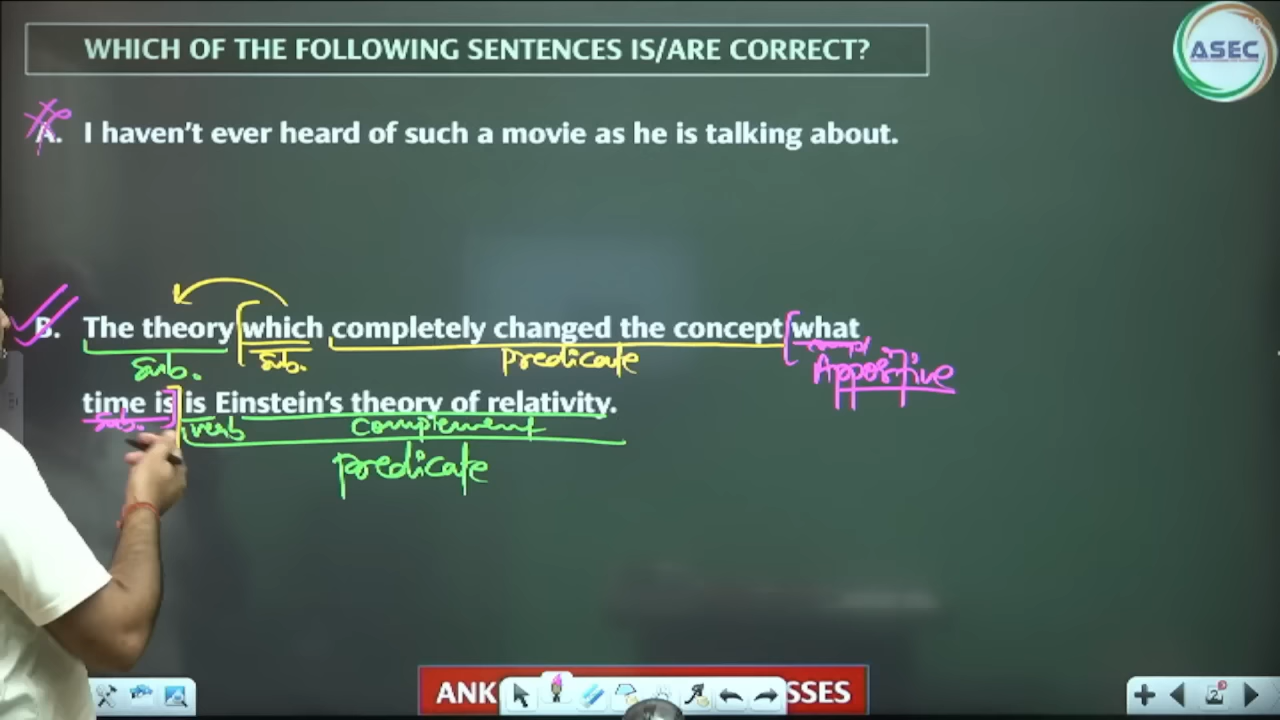 WHICH OF THE FOLLOWING SENTENCES IS/ARE CORRECT?
ASEC
A. I haven't ever heard of such a movie as he is talking about.
B. The theory which completely changed the concept what
sub. sub. Predicate compl. Appositive
time is is Einstein's theory of relativity.
sub. verb complement
predicate
ANK SSES
2